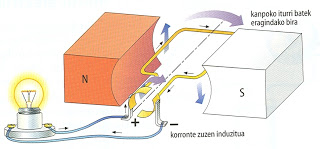 kanpoko iturri batek
eragindako bira
N
S
+ −
korronte zuzen induzitua